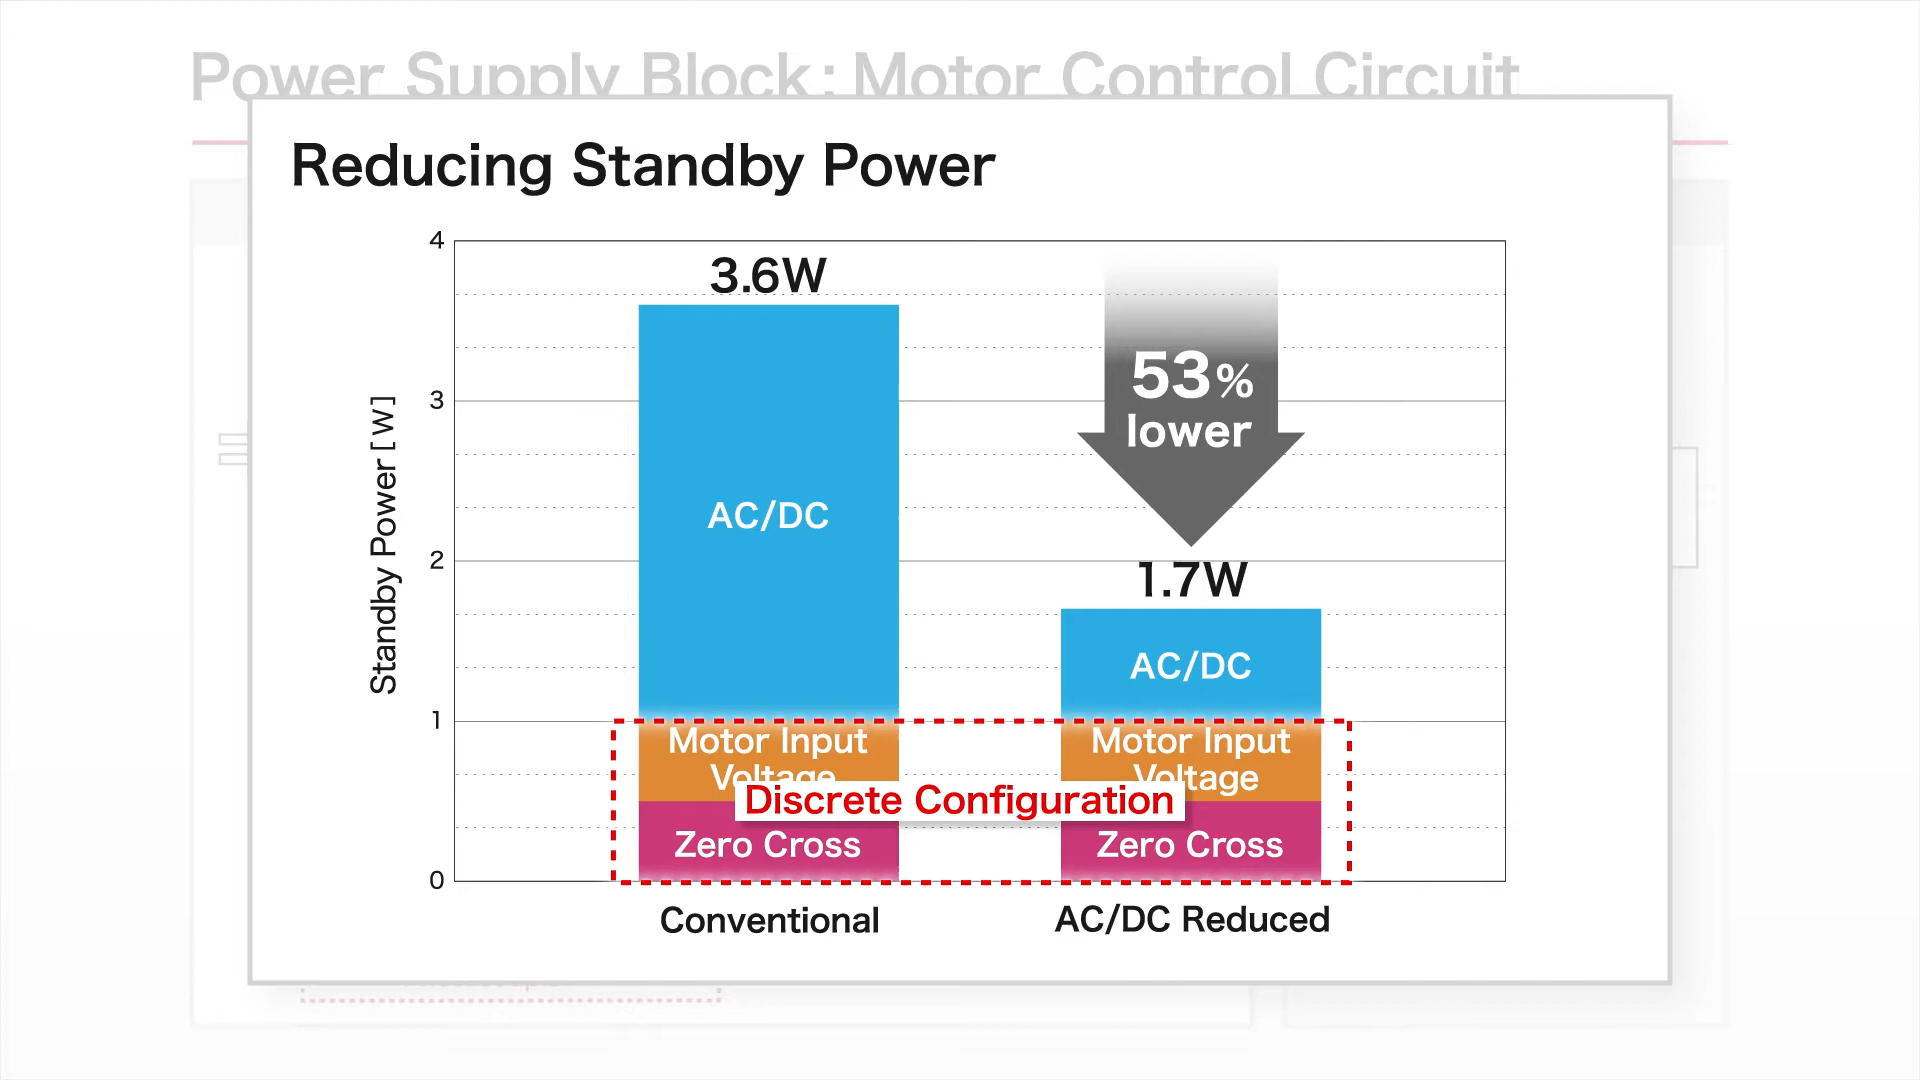 Power Supply Block: Motor Control Circuit
Reducing Standby Power
Standby Power [W]
4
3
2
1
0
3.6W
AC/DC
Motor Input
Voltage
Zero Cross
53%
lower
1.7W
AC/DC
Motor Input
Voltage
Zero Cross
Discrete Configuration
Conventional
AC/DC Reduced